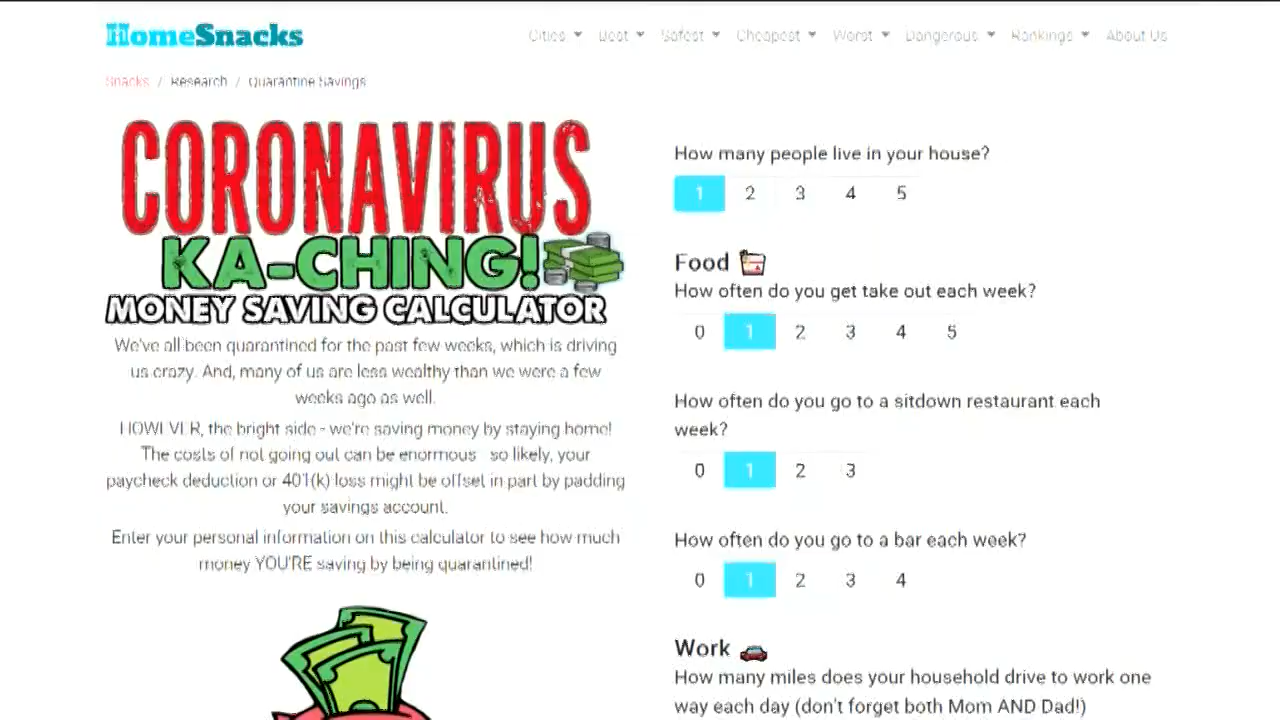 HomeSnacks
Cities Best Safest Cheapest Worst Dangerous Rankings About Us
Snacks / Research / Quarantine Savings
CORONAVIRUS
KA-CHING!
MONEY SAVING CALCULATOR
We've all been quarantined for the past few weeks, which is driving
us crazy. And, many of us are less wealthy than we were a few
weeks ago as well.
HOWEVER, the bright side - we're saving money by staying home!
The costs of not going out can be enormous so likely, your
paycheck deduction or 401(k) loss might be offset in part by padding
your savings account.
Enter your personal information on this calculator to see how much
money YOU'RE saving by being quarantined!
How many people live in your house?
1 2 3 4 5
Food
How often do you get take out each week?
0 1 2 3 4 5
How often do you go to a sitdown restaurant each
week?
0 1 2 3
How often do you go to a bar each week?
0 1 2 3 4
Work
How many miles does your household drive to work one
way each day (don't forget both Mom AND Dad!)